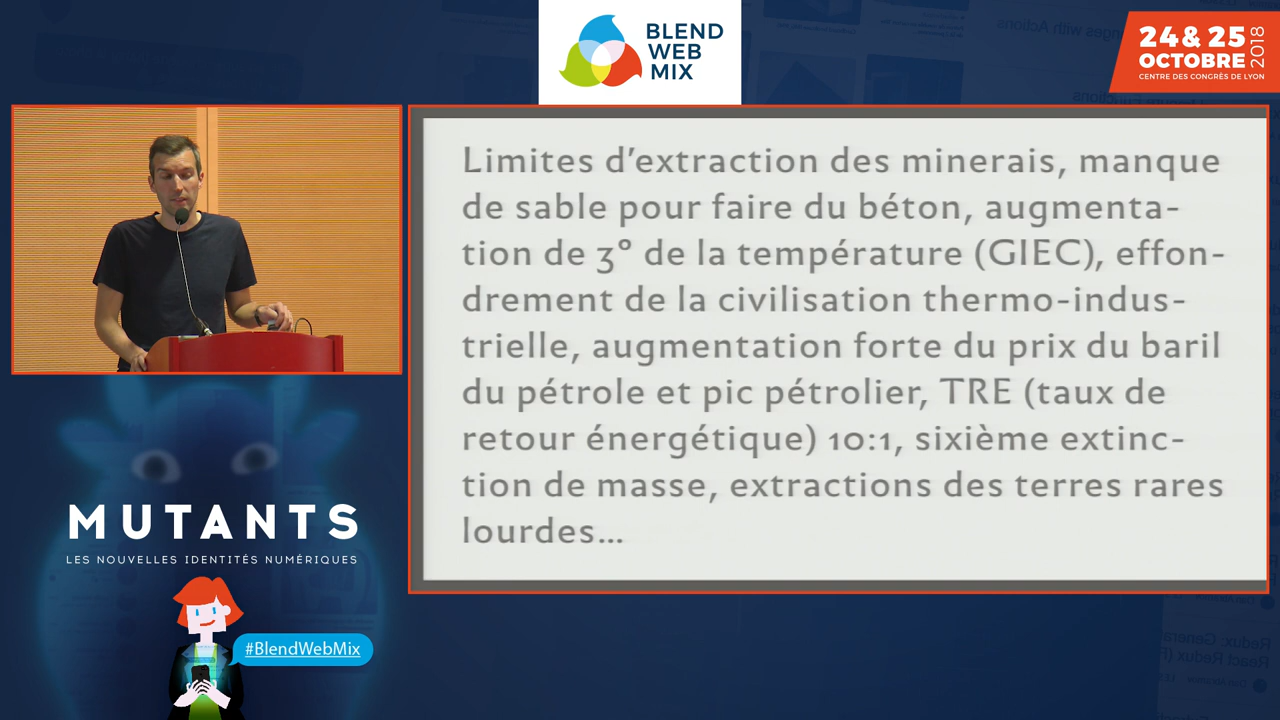 BLEND
WEB
MIX
24 & 25
OCTOBRE
2018
CENTRE DES CONGRÈS DE LYON
Limites d’extraction des minerais, manque
de sable pour faire du béton, augmenta-
tion de 3° de la température (GIEC), effon-
drement de la civilisation thermo-indus-
trielle, augmentation forte du prix du baril
du pétrole et pic pétrolier, TRE (taux de
retour énergétique) 10:1, sixième extinc-
tion de masse, extractions des terres rares
lourdes...
MUTANTS
LES NOUVELLES IDENTITÉS NUMÉRIQUES
#BlendWebMix